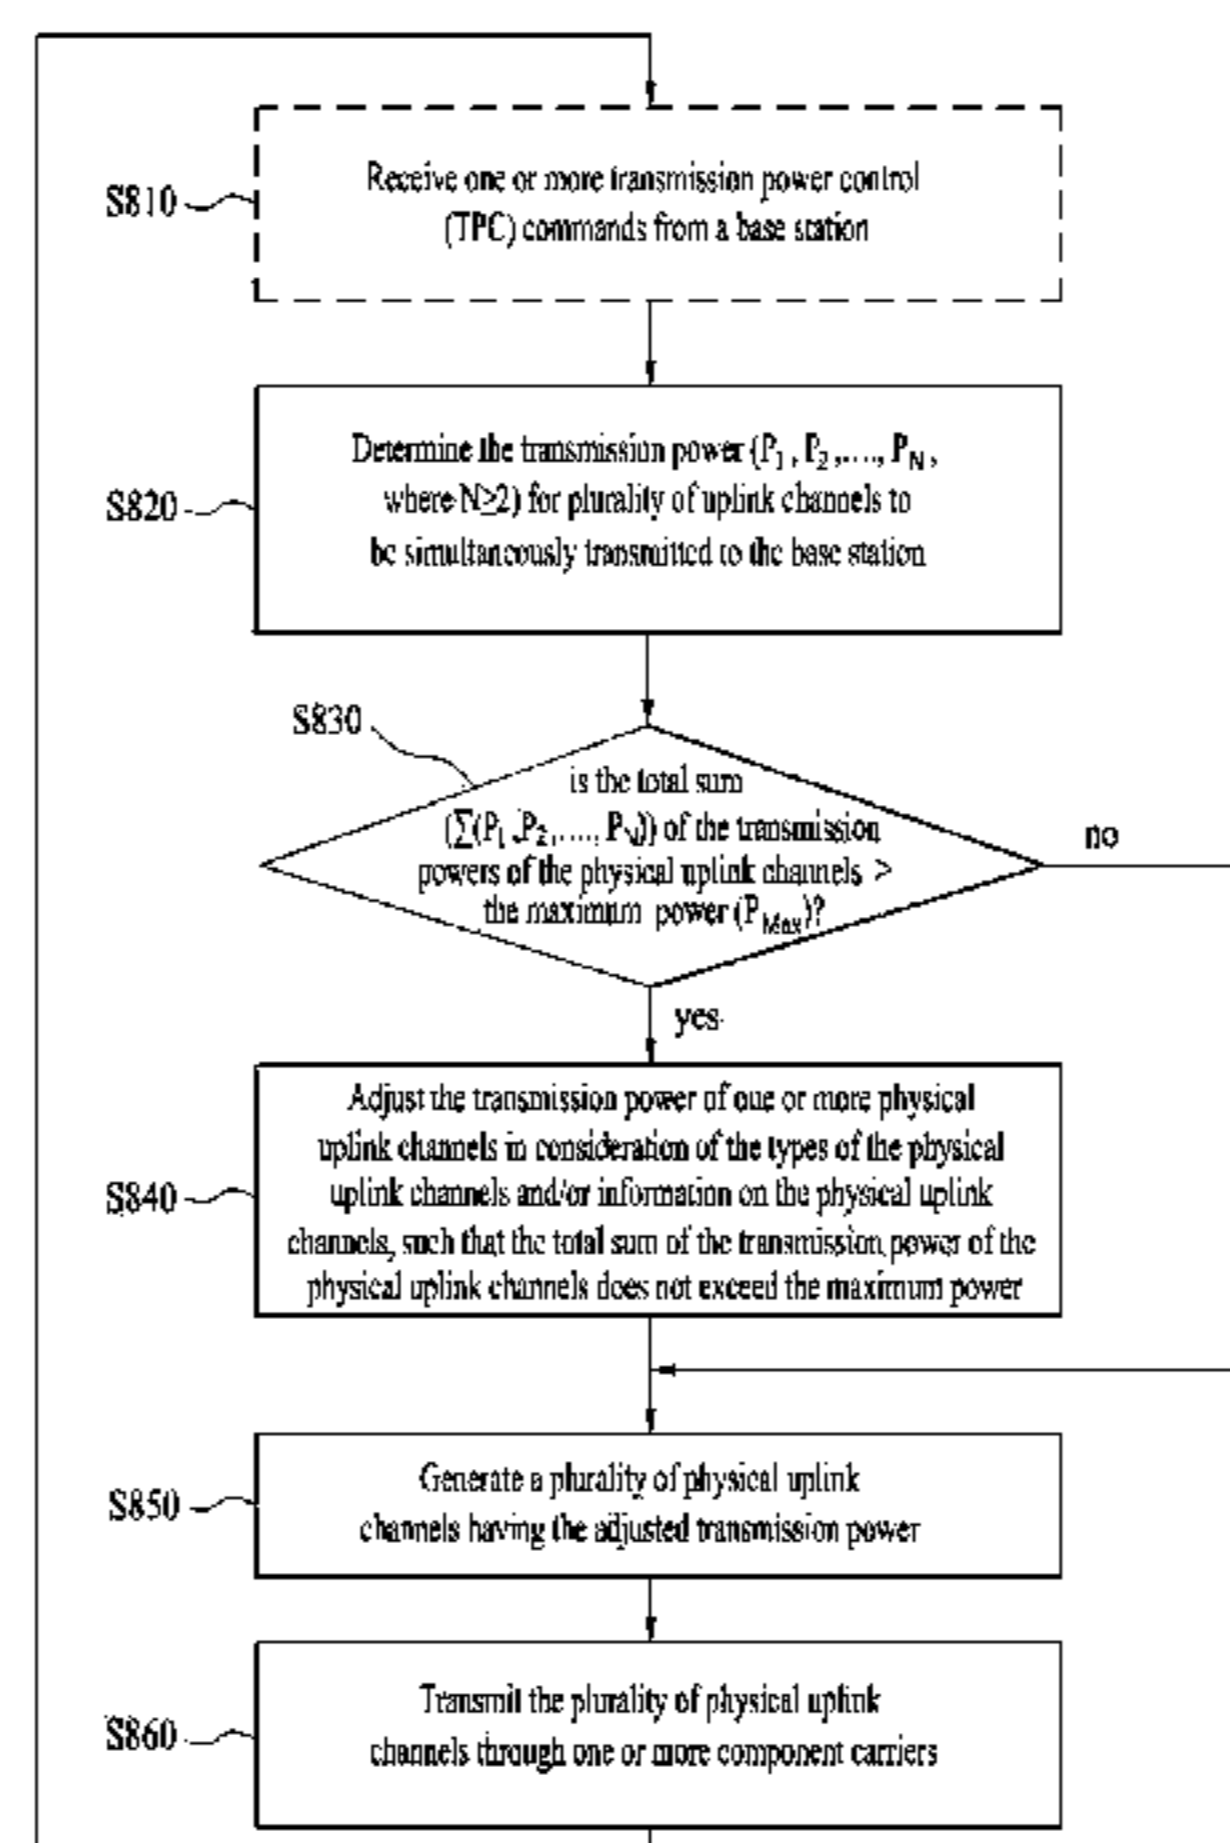 S810
Receive one or more transmission power control
(TPC) commands from a base station
S820
Determine the transmission power (P1, P2,...., PN,
where N≥2) for plurality of uplink channels to
be simultaneously transmitted to the base station
S830
is the total sum
(∑(P1,P2,...., PN)) of the transmission
powers of the physical uplink channels >
the maximum power (PMax)?
no
yes
S840
Adjust the transmission power of one or more physical
uplink channels in consideration of the types of the physical
uplink channels and/or information on the physical uplink
channels, such that the total sum of the transmission power of the
physical uplink channels does not exceed the maximum power
S850
Generate a plurality of physical uplink
channels having the adjusted transmission power
S860
Transmit the plurality of physical uplink
channels through one or more component carriers